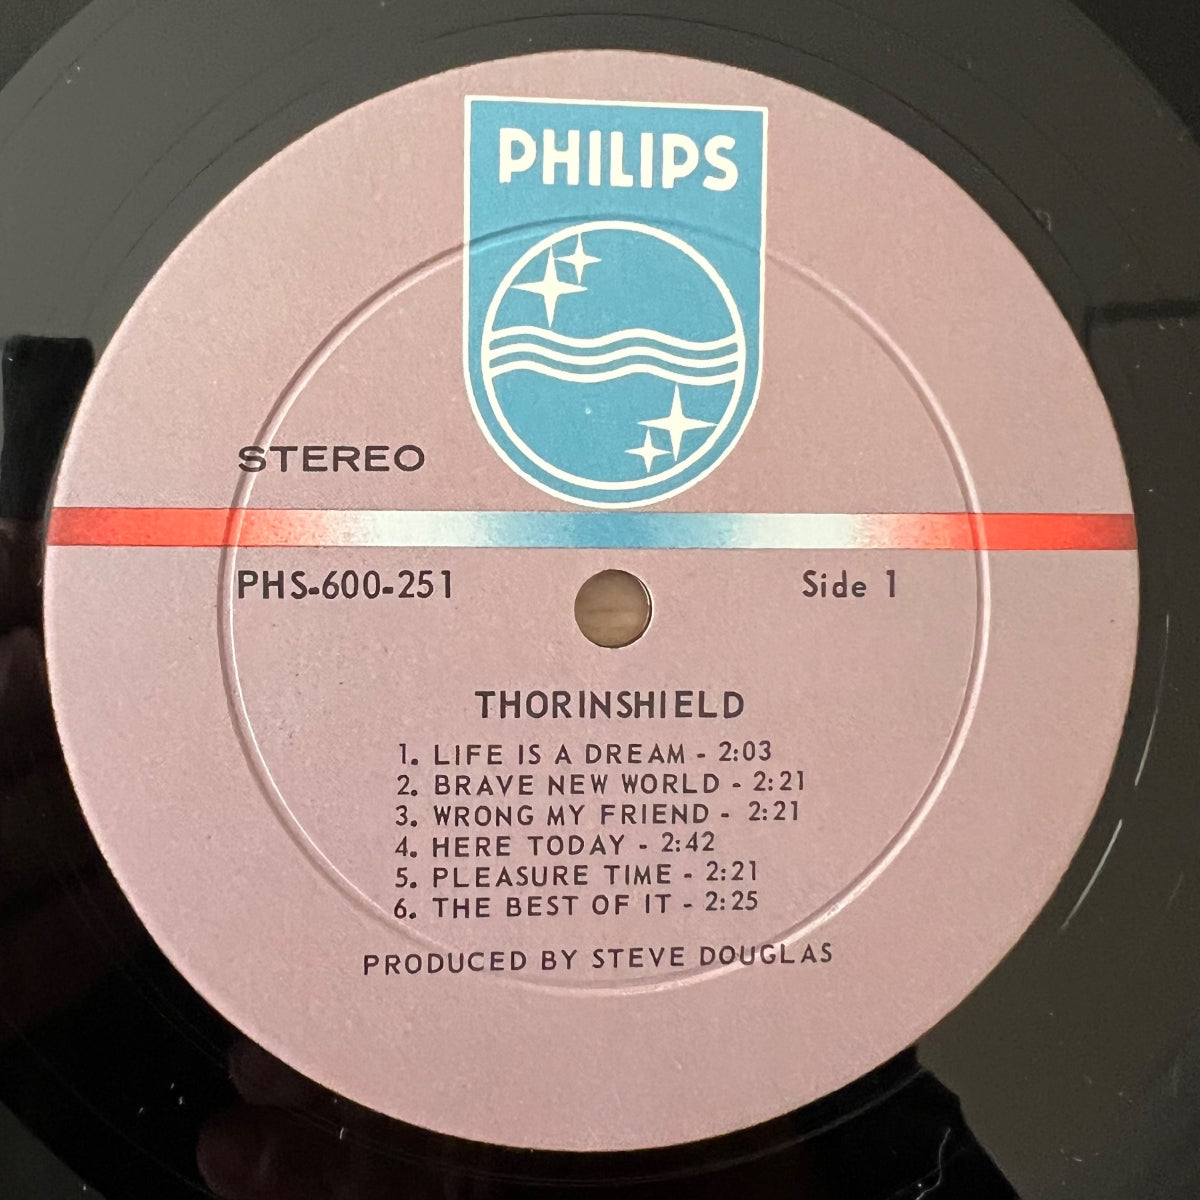 PHILIPS
STEREO
PHS-600-251
Side 1
THORINSHIELD
1. LIFE IS A DREAM - 2:03
2. BRAVE NEW WORLD - 2:21
3. WRONG MY FRIEND - 2:21
4. HERE TODAY - 2:42
5. PLEASURE TIME - 2:21
6. THE BEST OF IT - 2:25
PRODUCED BY STEVE DOUGLAS